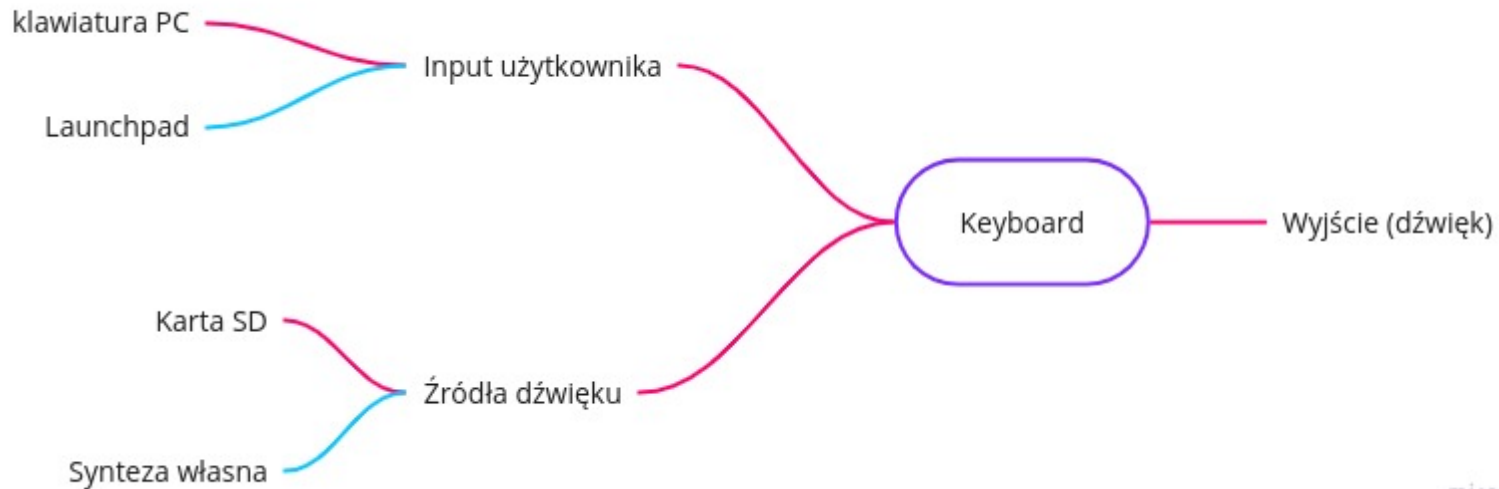 klawiatura PC
Input użytkownika
Launchpad
Keyboard
Wyjście (dźwięk)
Karta SD
Źródła dźwięku
Synteza własna